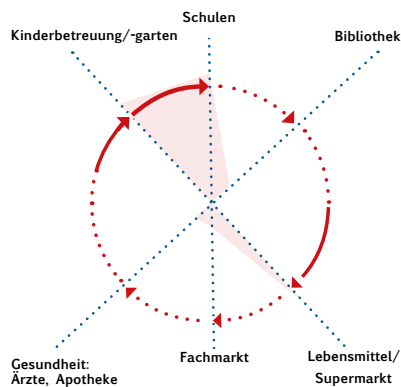 Schulen
Kinderbetreuung/-garten
Bibliothek
Gesundheit:
Ärzte, Apotheke
Fachmarkt
Lebensmittel/
Supermarkt